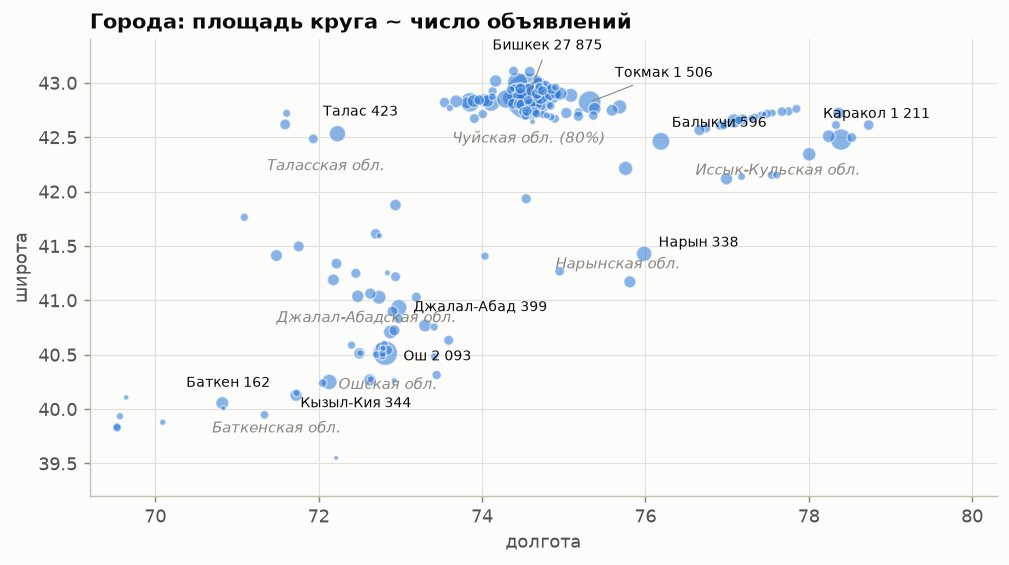 Города: площадь круга ~ число объявлений
Бишкек 27 875
Токмак 1 506
43.0
Талас 423
Каракол 1 211
Балыкчи 596
42.5
Чуйская обл. (80%)
Таласская обл.
Иссык-Кульская обл.
42.0
41.5
Нарын 338
Нарынская обл.
41.0
Джалал-Абад 399
Джалал-Абадская обл.
40.5
Ош 2 093
Баткен 162
Ошская обл.
40.0
Кызыл-Кия 344
Баткенская обл.
39.5
широта
70 72 74 76 78 80
долгота